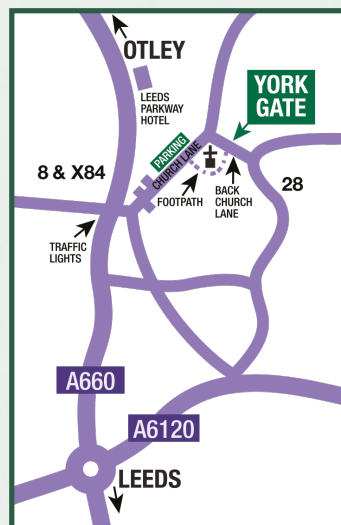 OTLEY
LEEDS
PARKWAY
HOTEL
YORK
GATE
PARKING
CHURCH LANE
8 & X84
FOOTPATH
BACK
CHURCH
LANE
28
TRAFFIC
LIGHTS
A660
A6120
LEEDS